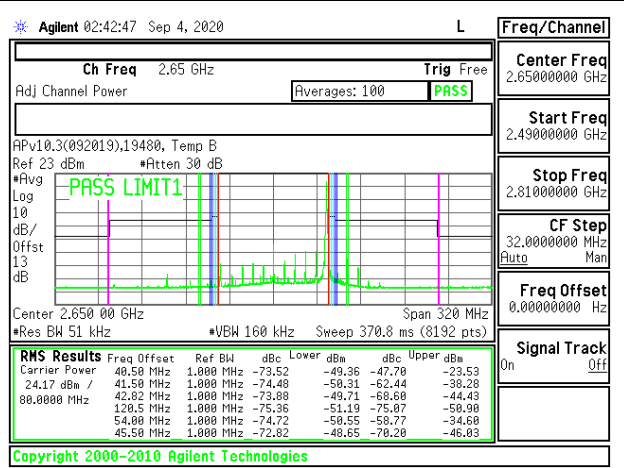 Agilent 02:42:47 Sep 4, 2020 L
Ch Freq 2.65 GHz Trig Free
Adj Channel Power Averages: 100 PASS
APv10.3(092019),19480, Temp B
Ref 23 dBm #Atten 30 dB
#Avg
Log
10
dB/
Offst
13
dB
PASS LIMIT1
Center 2.650 00 GHz Span 320 MHz
#Res BW 51 kHz #VBW 160 kHz Sweep 370.8 ms (8192 pts)
RMS Results Freq Offset Ref BW dBc Lower dBm dBc Upper dBm
Carrier Power 40.50 MHz 1.000 MHz -73.52 -49.36 -47.70 -23.53
24.17 dBm / 41.50 MHz 1.000 MHz -74.48 -50.31 -62.44 -38.28
80.0000 MHz 42.82 MHz 1.000 MHz -73.88 -49.71 -68.60 -44.43
120.5 MHz 1.000 MHz -75.36 -51.19 -75.07 -50.90
54.00 MHz 1.000 MHz -74.72 -50.55 -58.77 -34.60
45.50 MHz 1.000 MHz -72.82 -48.65 -70.20 -46.03
Copyright 2000-2010 Agilent Technologies
Freq/Channel
Center Freq
2.65000000 GHz
Start Freq
2.49000000 GHz
Stop Freq
2.81000000 GHz
CF Step
32.0000000 MHz
Auto Man
Freq Offset
0.00000000 Hz
Signal Track
On Off